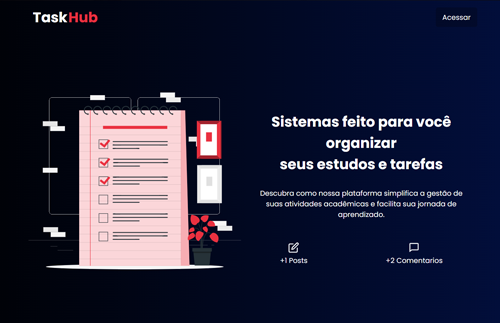 TaskHub
Acessar
Sistemas feito para você
organizar
seus estudos e tarefas
Descubra como nossa plataforma simplifica a gestão de
suas atividades acadêmicas e facilita sua jornada de
aprendizado.
+1 Posts
+2 Comentarios